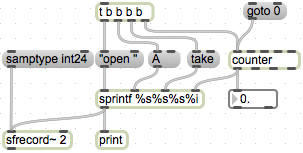 t b b b b
goto 0
samptype int24
"open "
A
take
counter
sprintf %s%s%s%i
0.
sfrecord~ 2
print